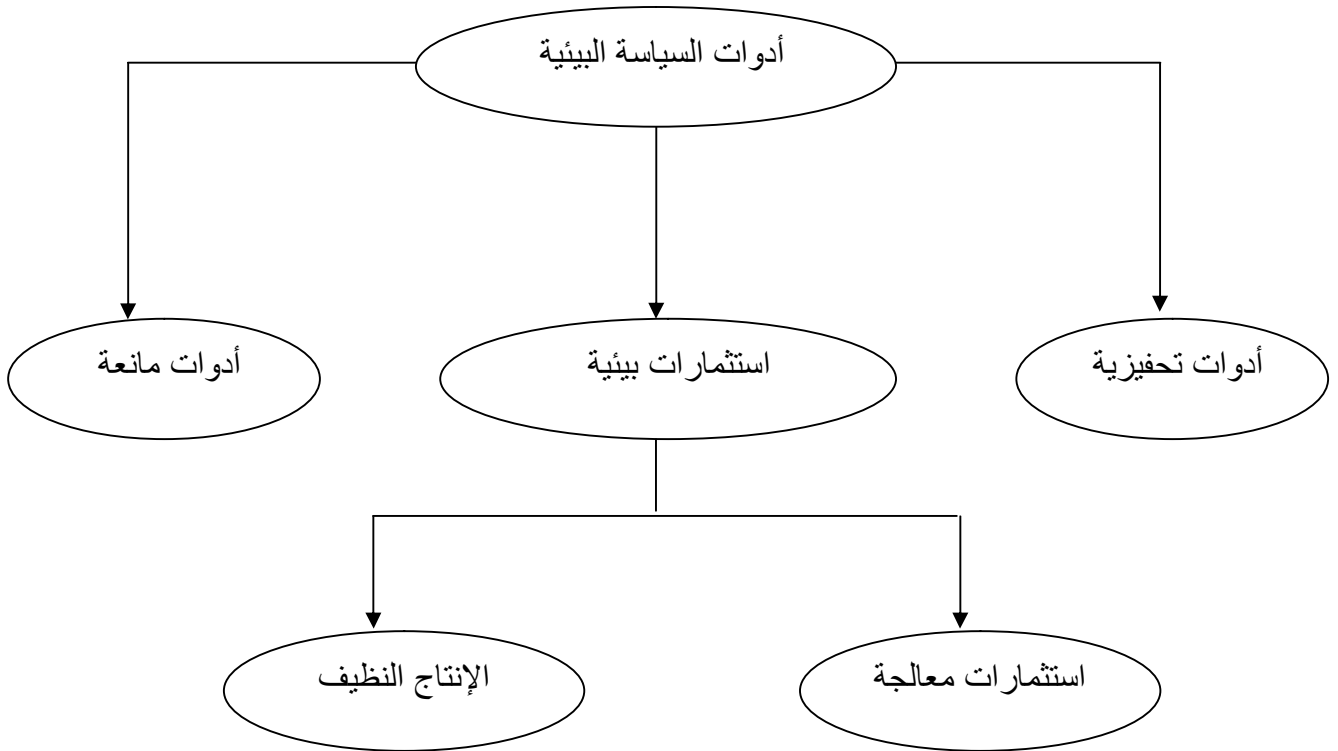 أدوات السياسة البيئية
أدوات تحفيزية
استثمارات بيئية
أدوات مانعة
استثمارات معالجة
الإنتاج النظيف